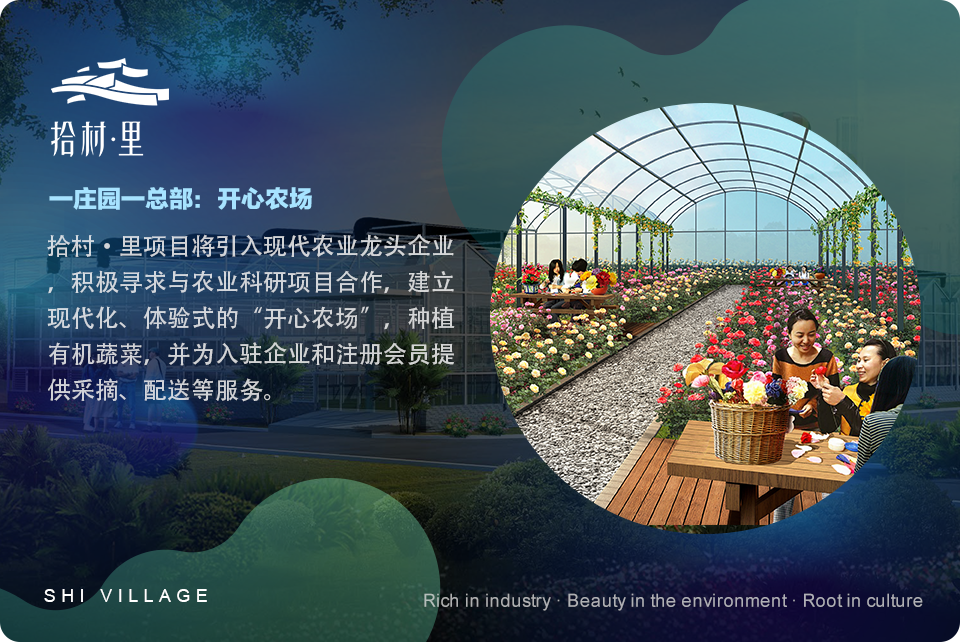 拾村·里
一庄园一总部：开心农场
拾村·里项目将引入现代农业龙头企业
，积极寻求与农业科研项目合作，建立
现代化、体验式的“开心农场”，种植
有机蔬菜，并为入驻企业和注册会员提
供采摘、配送等服务。
SHI VILLAGE
Rich in industry · Beauty in the environment · Root in culture